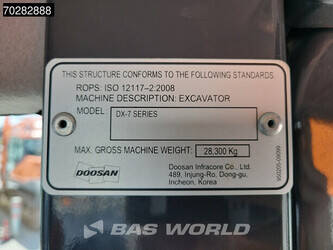 70282888
THIS STRUCTURE CONFORMS TO THE FOLLOWING STANDARDS
ROPS: ISO 12117-2:2008
MACHINE DESCRIPTION: EXCAVATOR
MODEL DX-7 SERIES
MAX. GROSS MACHINE WEIGHT: 28,300 Kg
DOOSAN
Doosan Infracore Co., Ltd.
489, Injung-Ro, Dong-gu,
Incheon, Korea
BAS WORLD